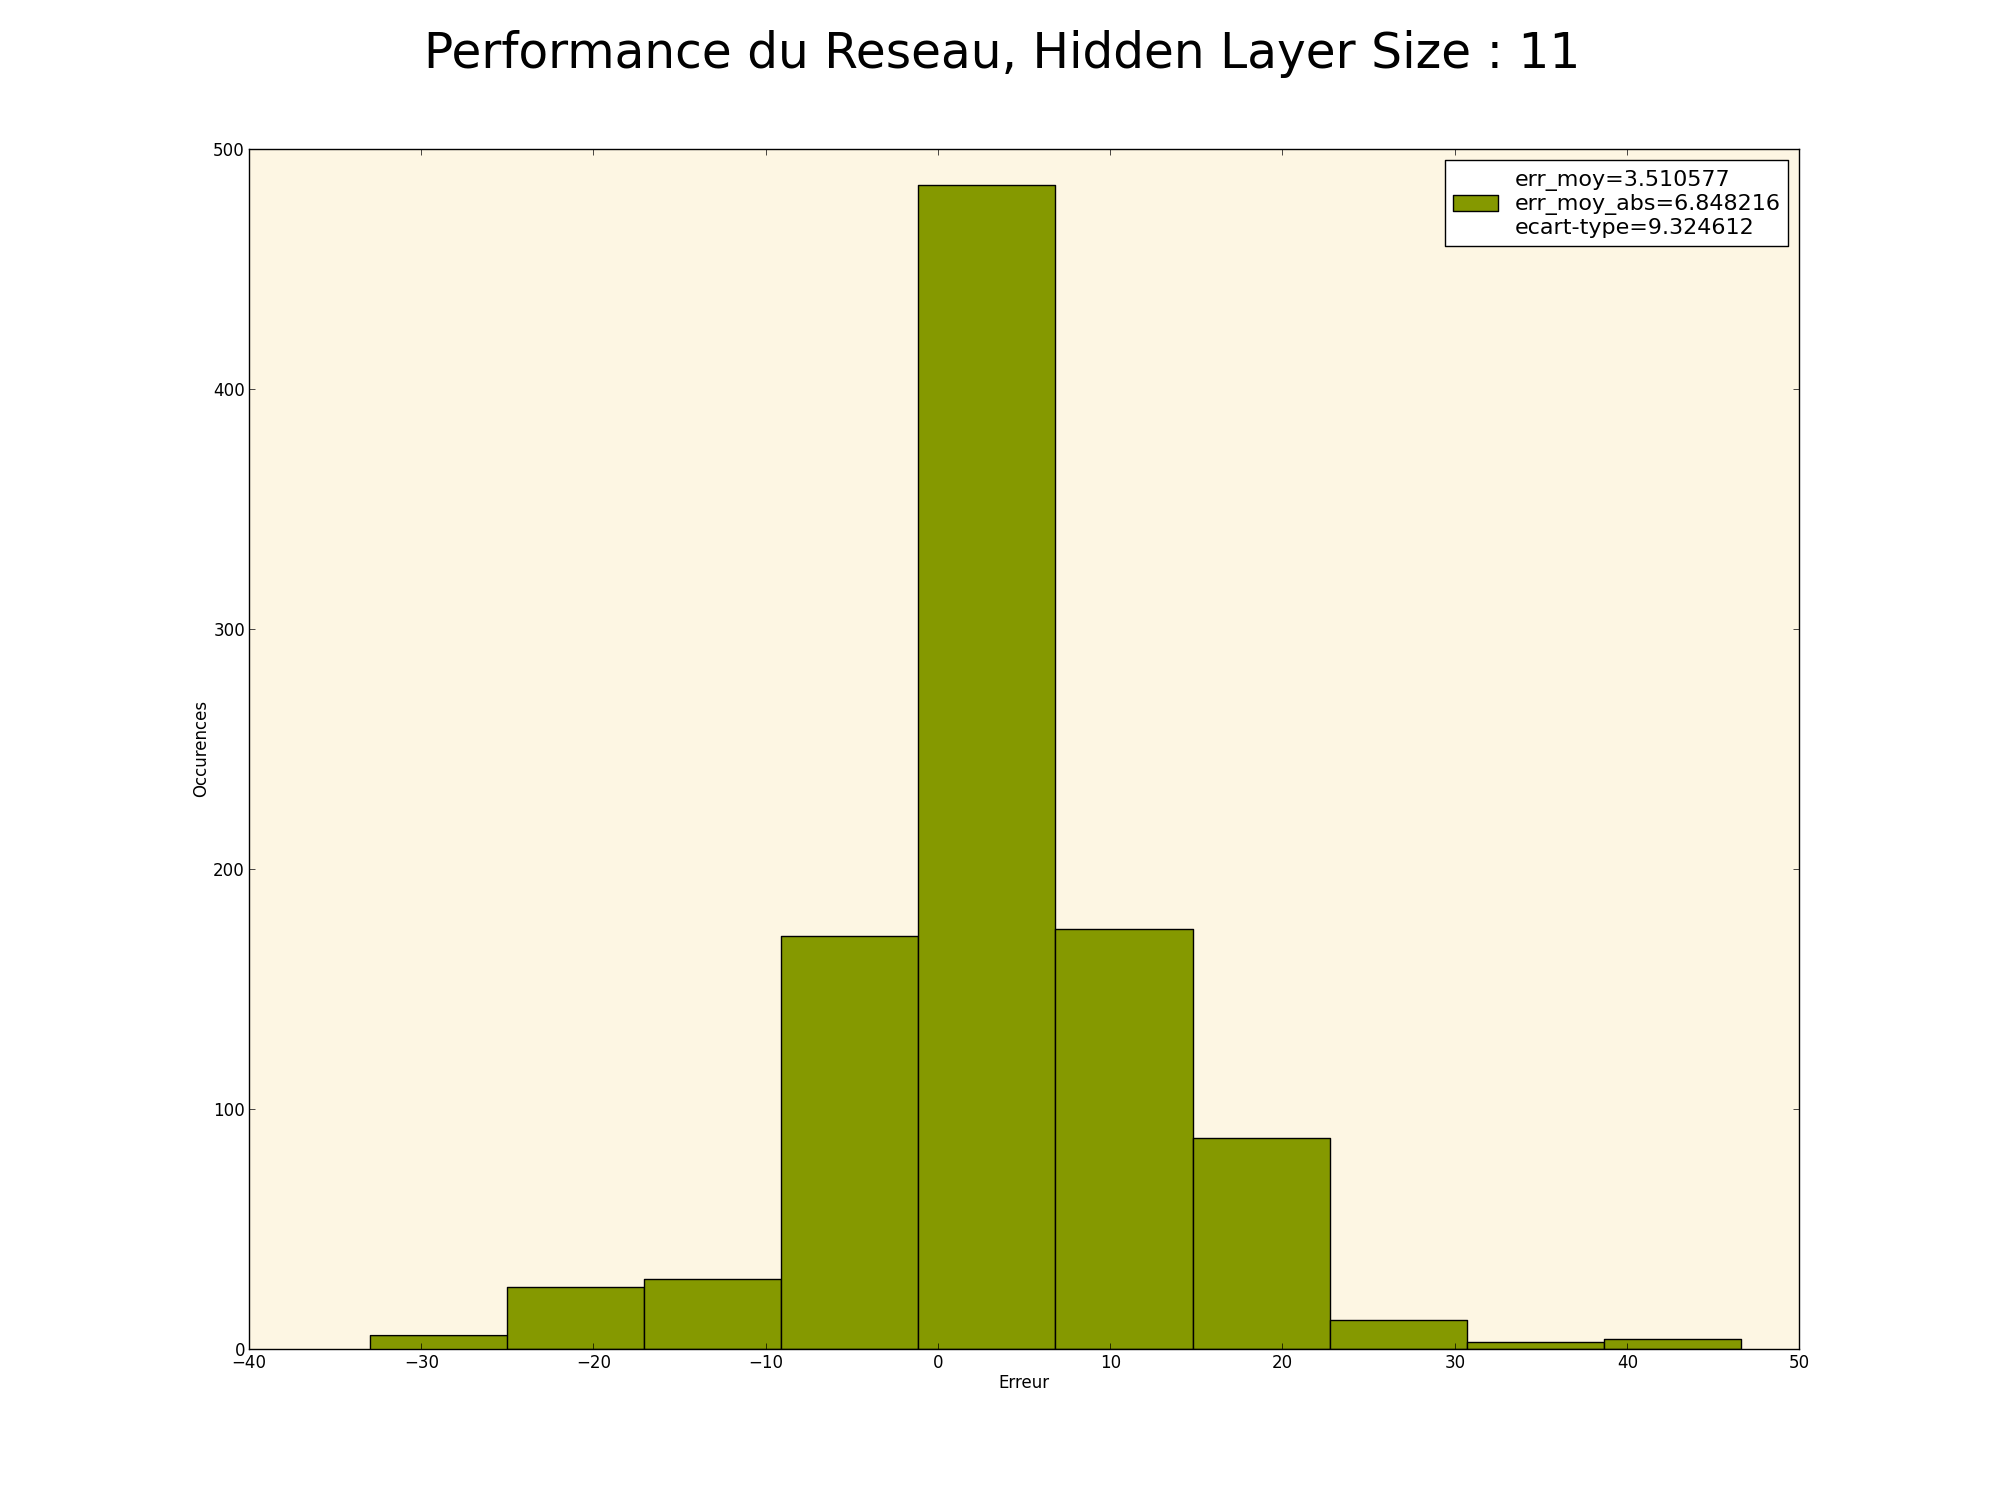 Performance du Reseau, Hidden Layer Size : 11
err_moy=3.510577
err_moy_abs=6.848216
ecart-type=9.324612
500
400
300
200
100
0
Occurences
−40 −30 −20 −10 0 10 20 30 40 50
Erreur